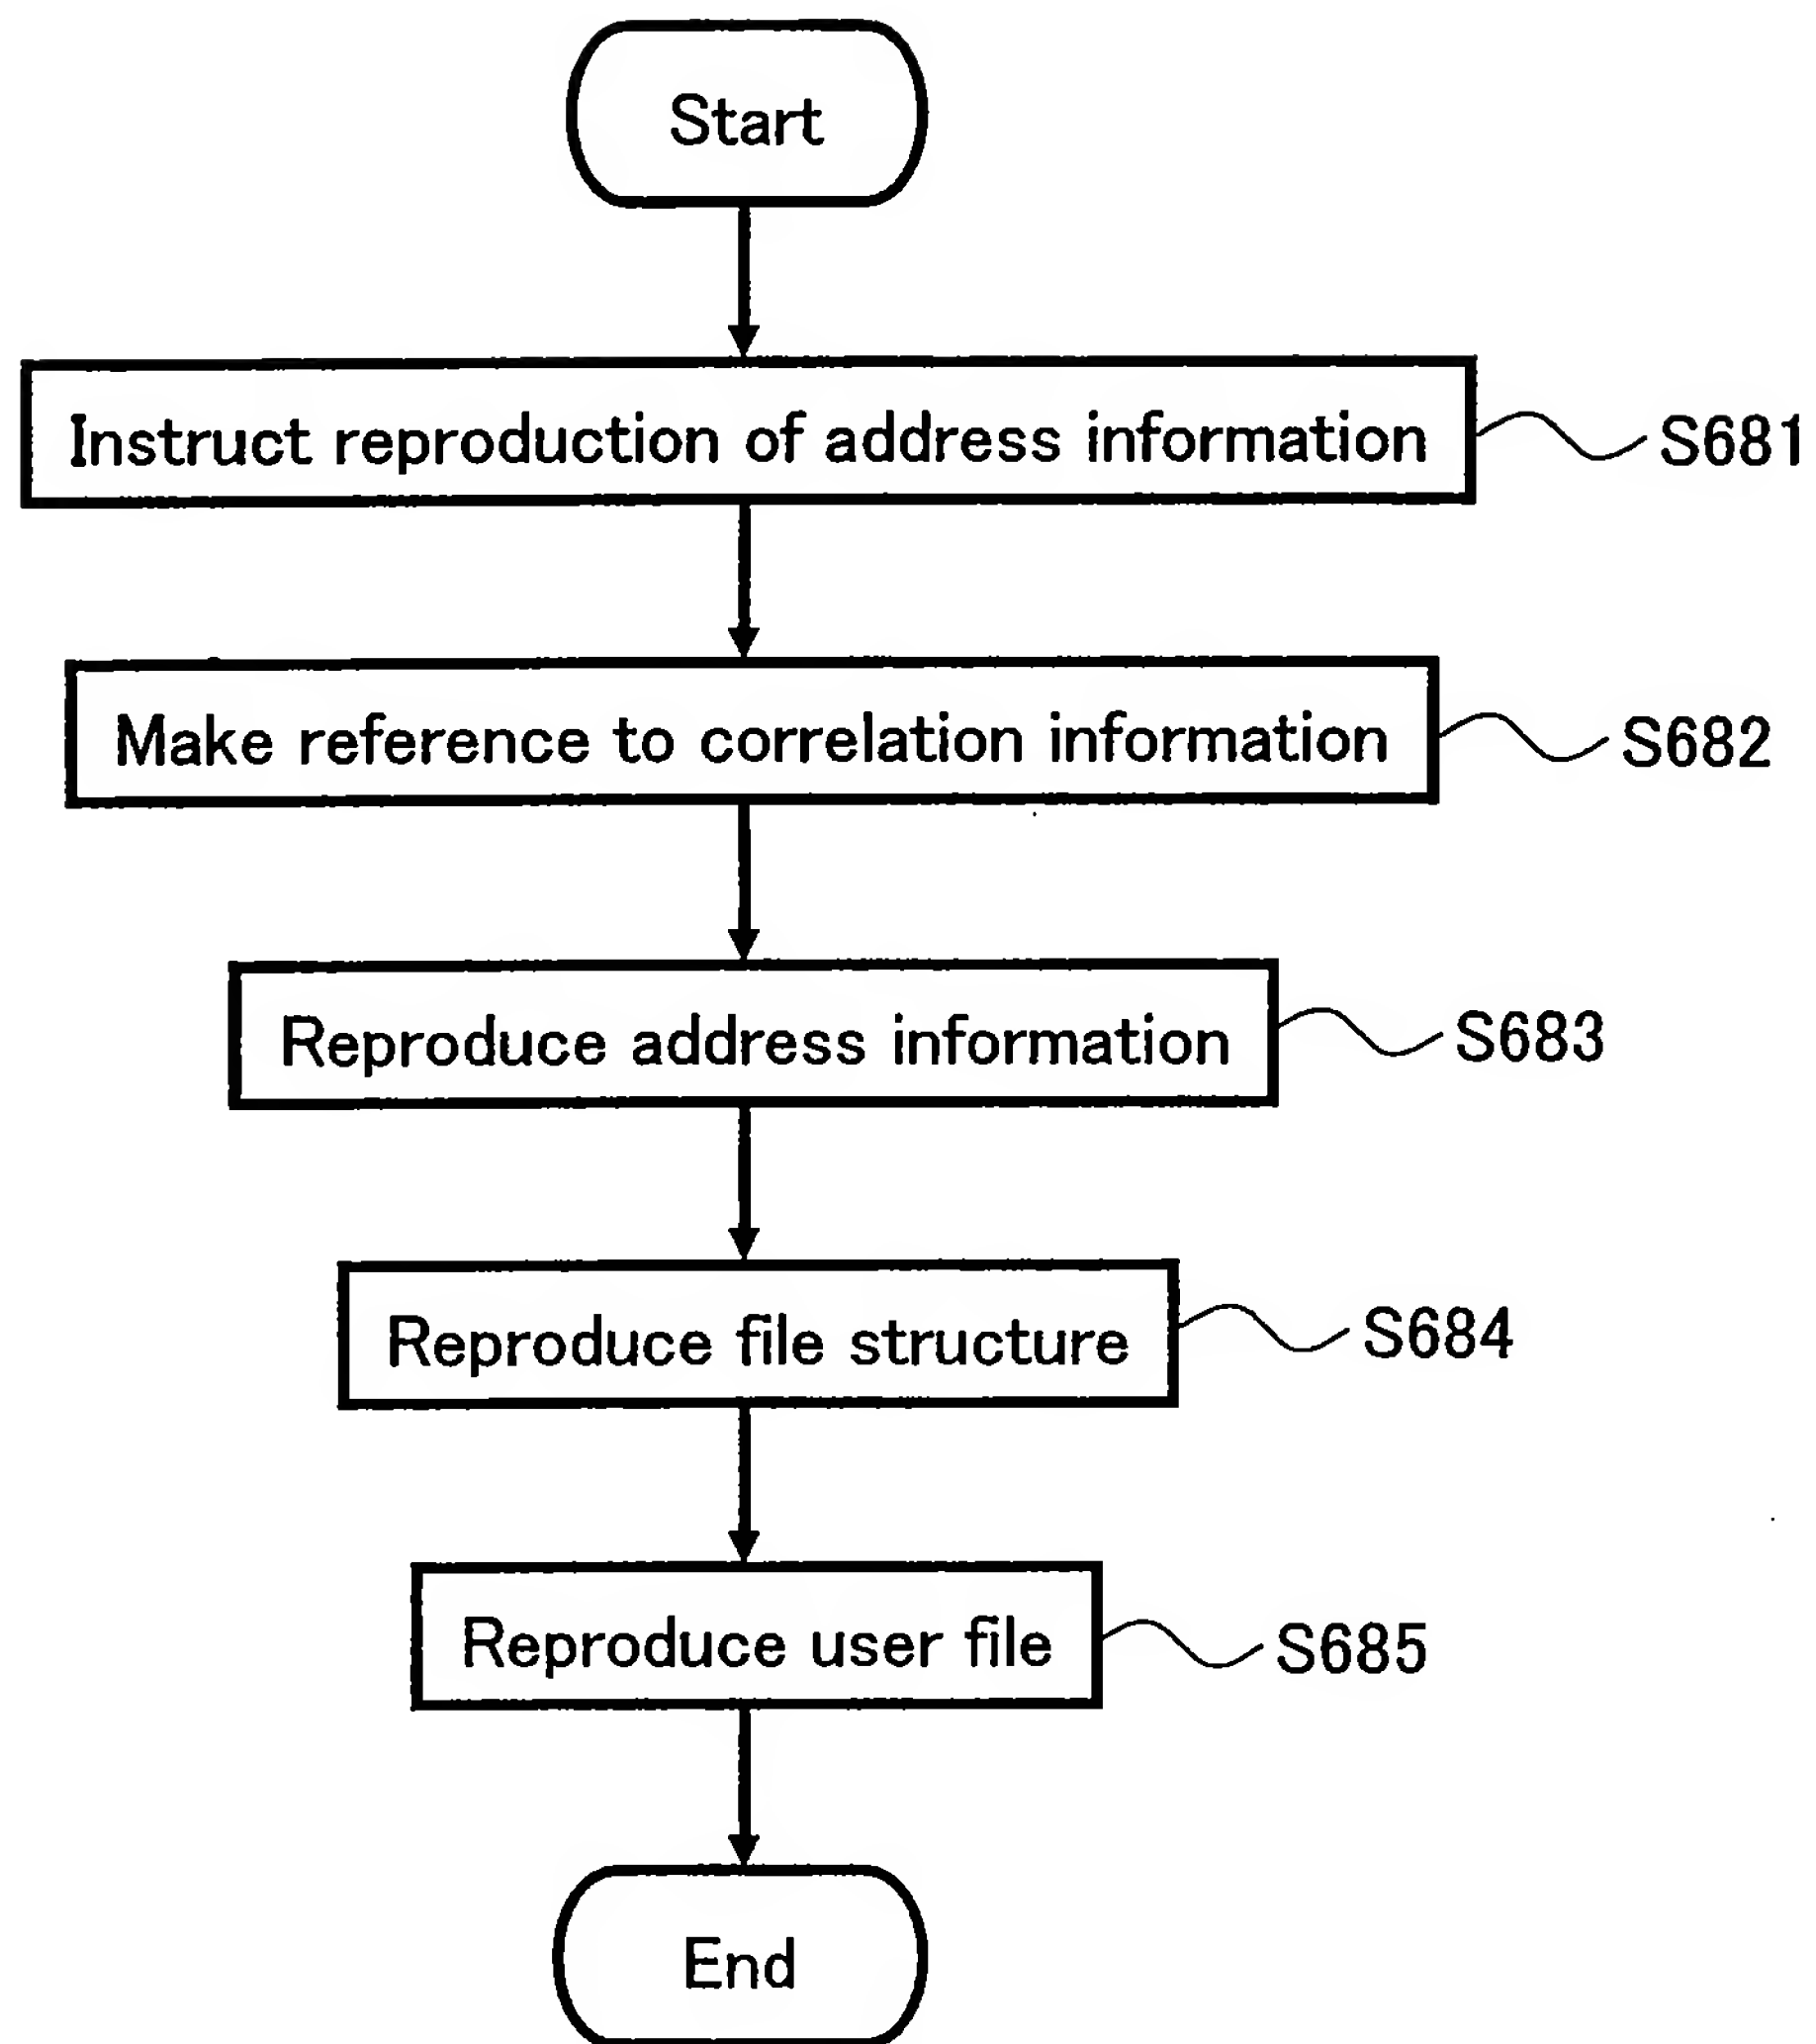 Start
Instruct reproduction of address information
S681
Make reference to correlation information
S682
Reproduce address information
S683
Reproduce file structure
S684
Reproduce user file
S685
End